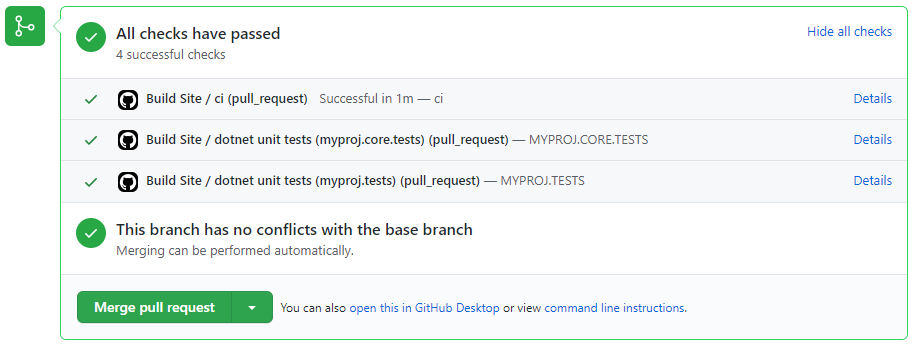 All checks have passed
4 successful checks
Hide all checks
Build Site / ci (pull_request) Successful in 1m — ci Details
Build Site / dotnet unit tests (myproj.core.tests) (pull_request) — MYPROJ.CORE.TESTS Details
Build Site / dotnet unit tests (myproj.tests) (pull_request) — MYPROJ.TESTS Details
This branch has no conflicts with the base branch
Merging can be performed automatically.
Merge pull request You can also open this in GitHub Desktop or view command line instructions.